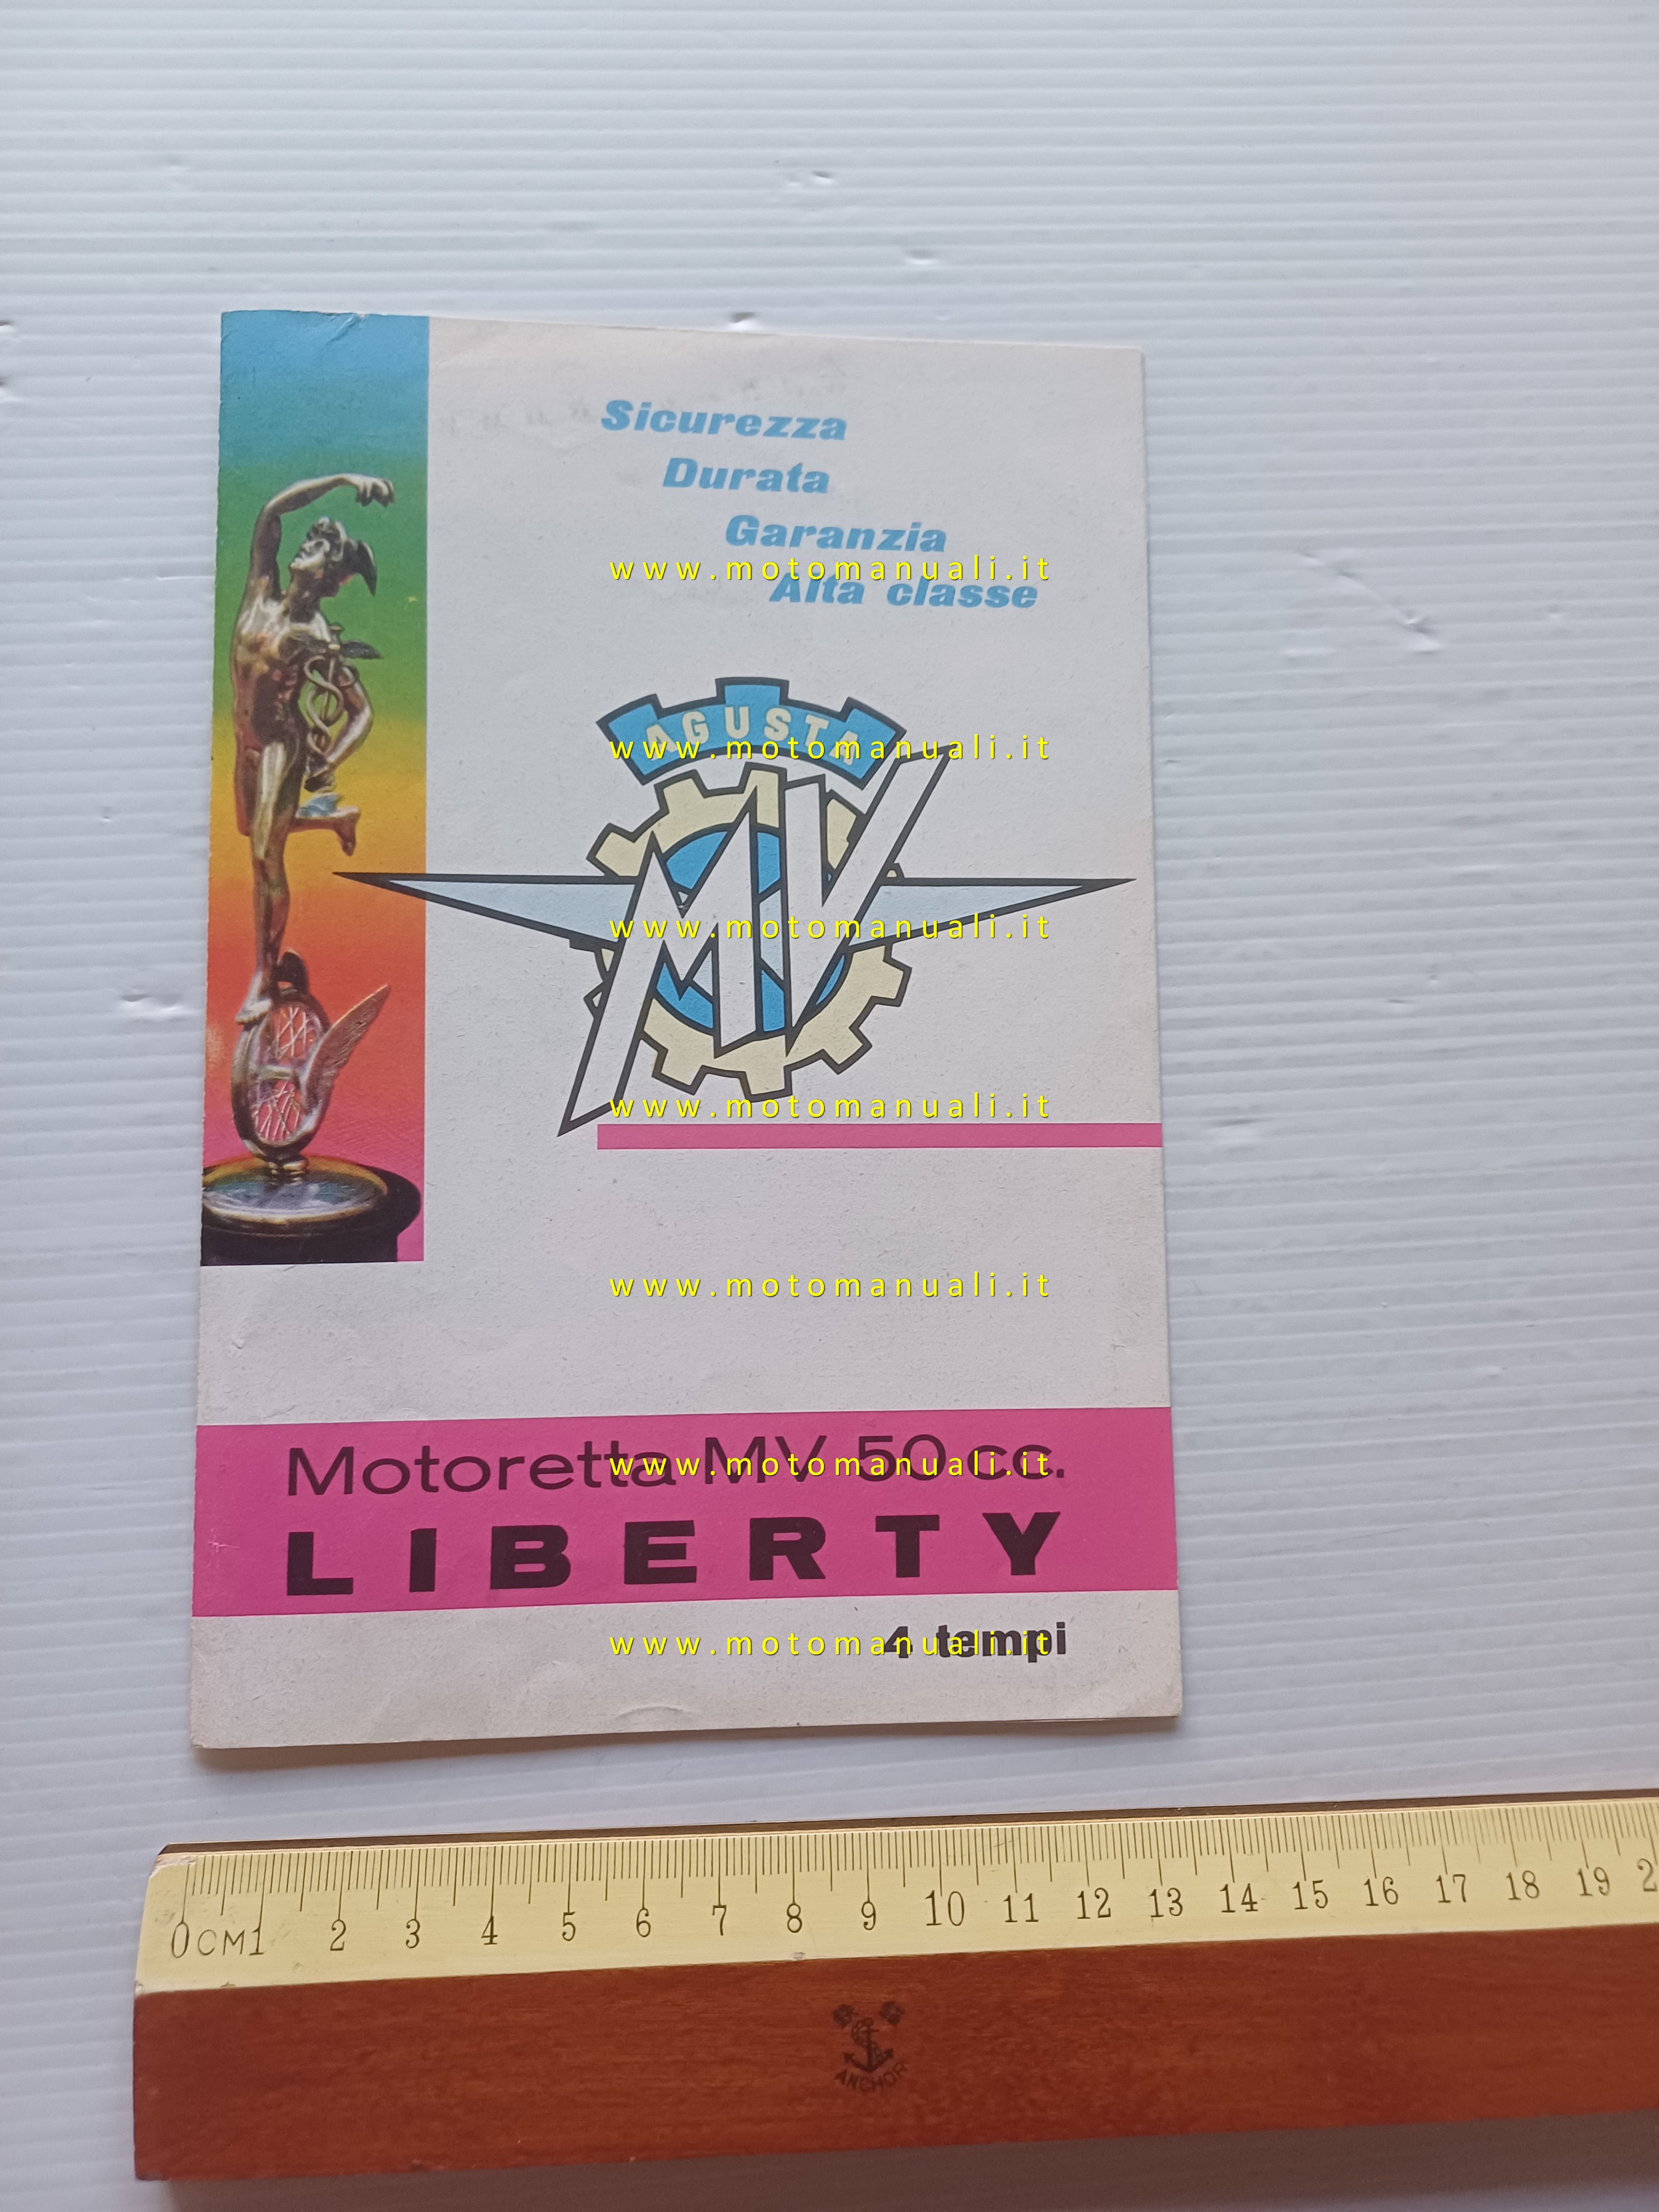 Sicurezza
Durata
Garanzia
www.motomanuali.it
Alta classe
AGUSTA
www.motomanuali.it
MV
www.motomanuali.it
www.motomanuali.it
www.motomanuali.it
Motoretta MV 50 cc.
www.motomanuali.it
LIBERTY
4 tempi
www.motomanuali.it
0 CM 1 2 3 4 5 6 7 8 9 10 11 12 13 14 15 16 17 18 19 2
ANCHOR